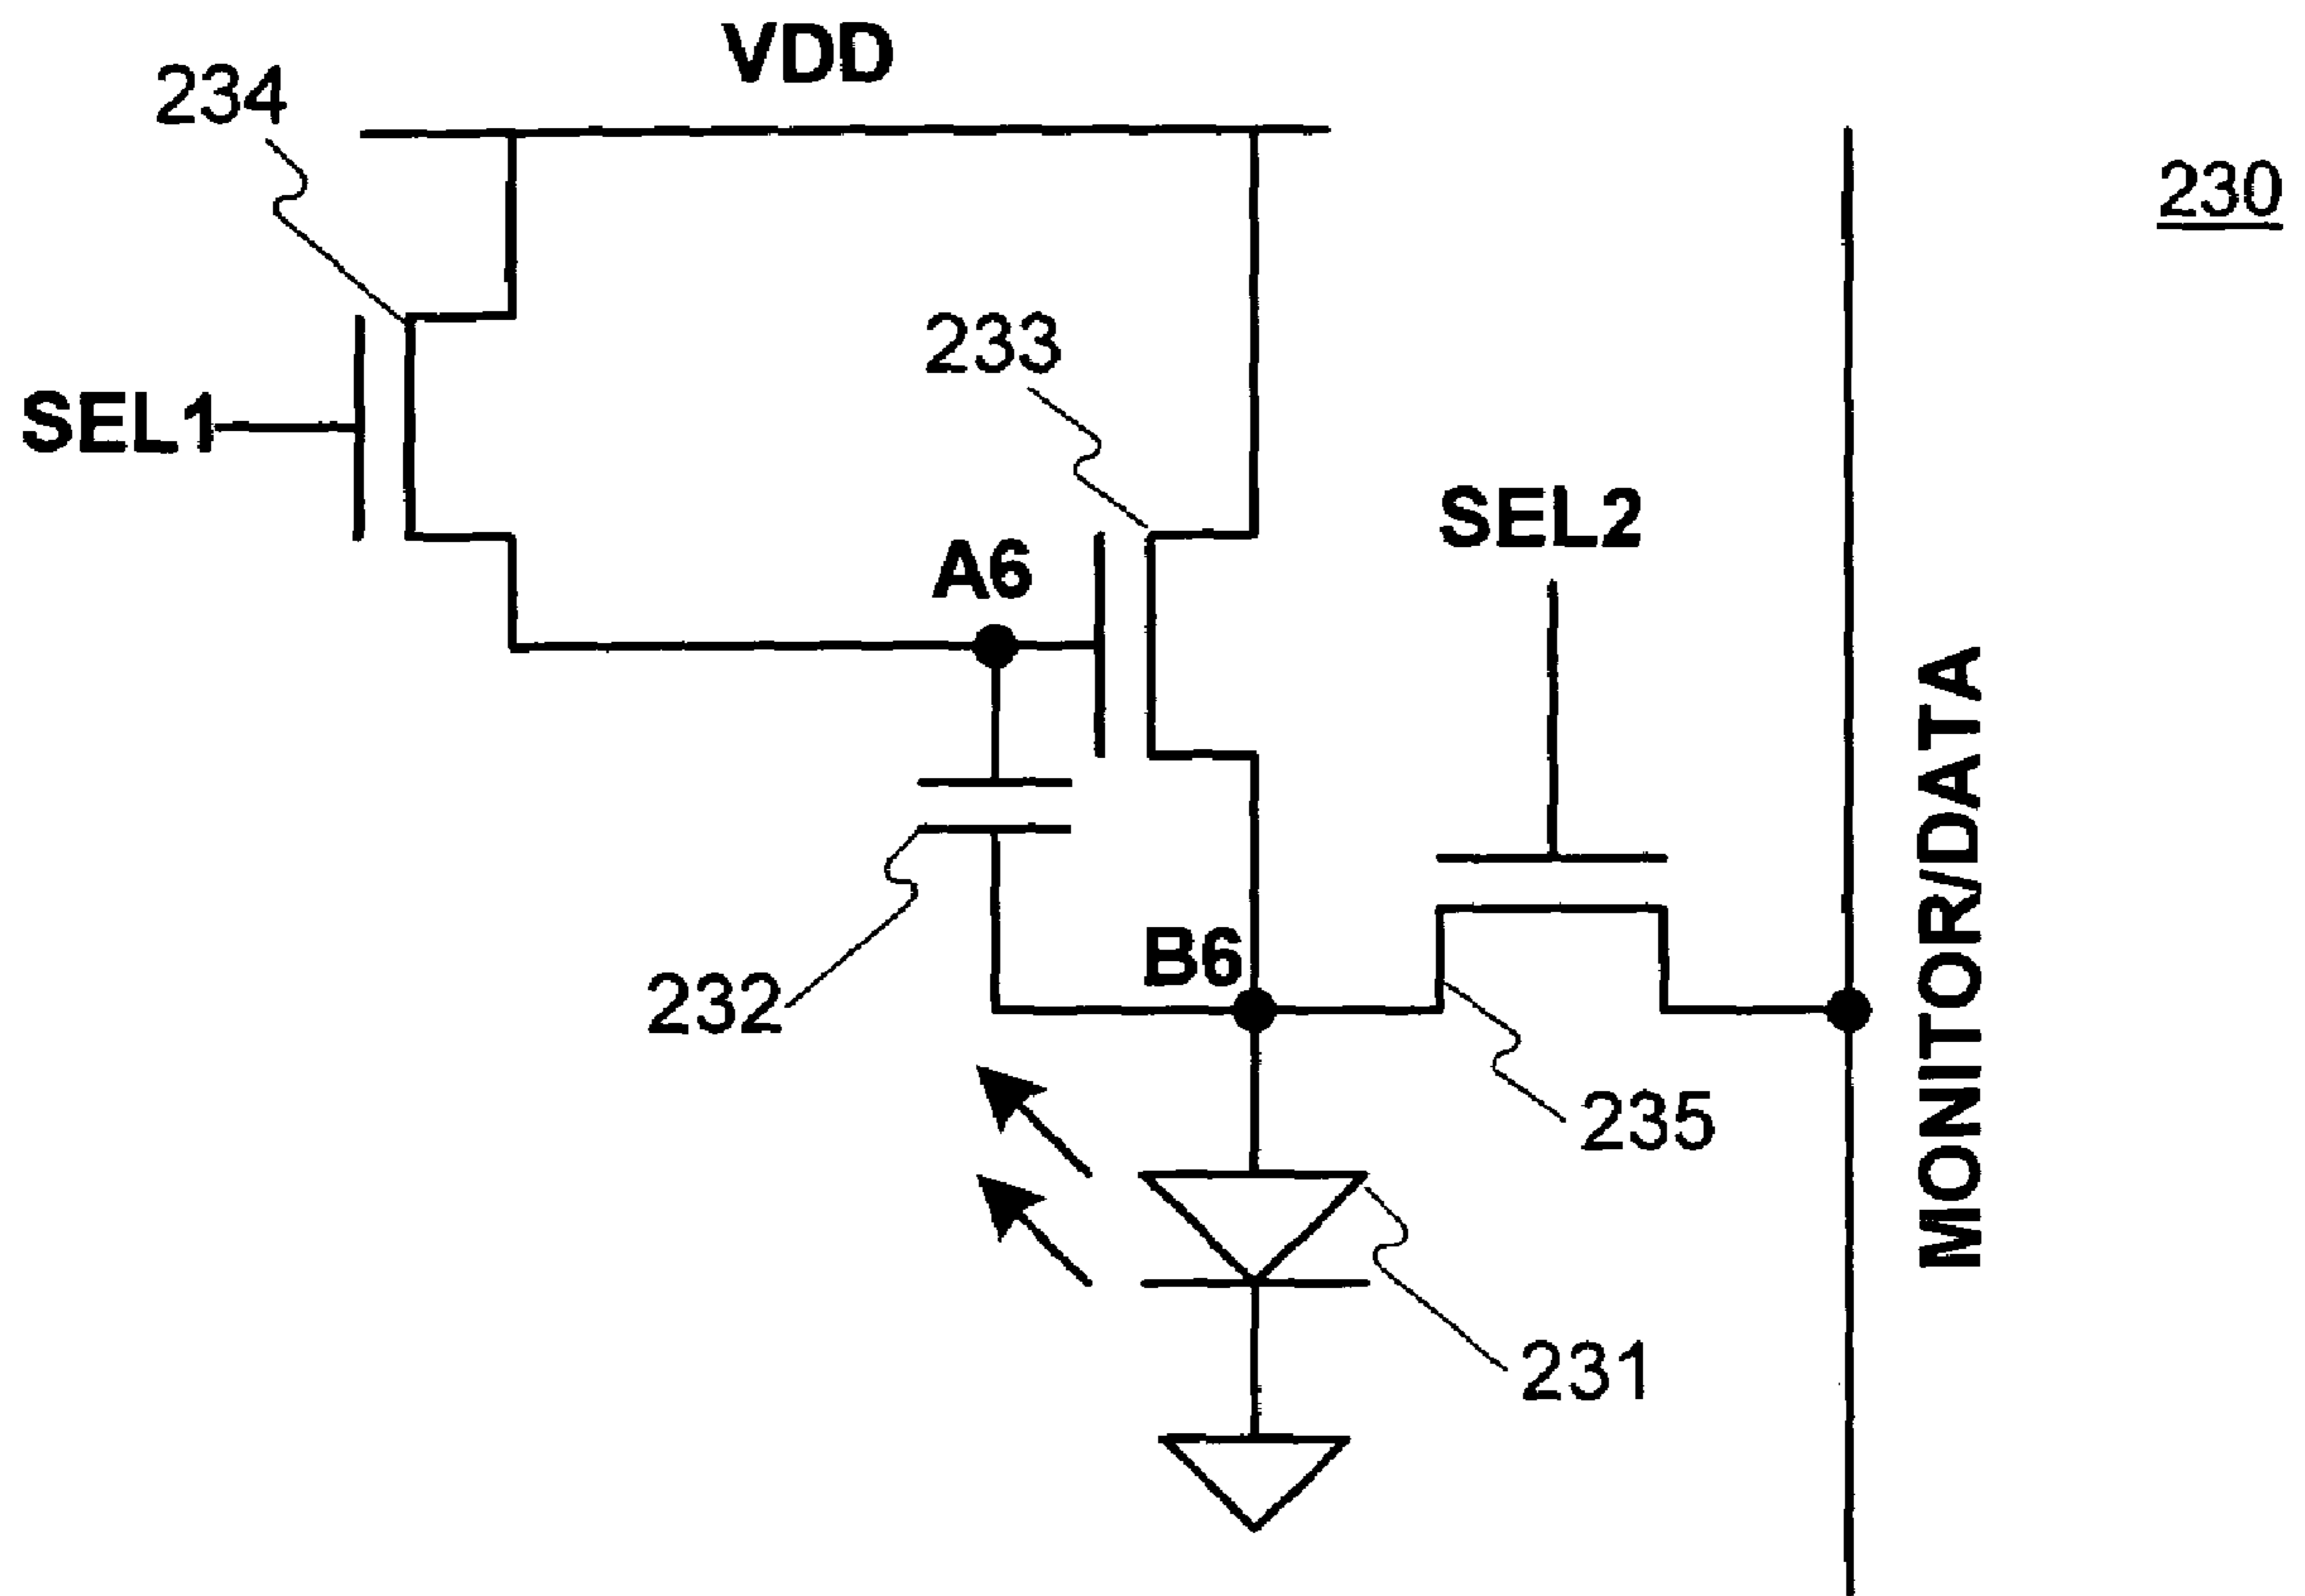 VDD
234
230
233
SEL1
SEL2
A6
B6
232
235
MONITOR/DATA
231